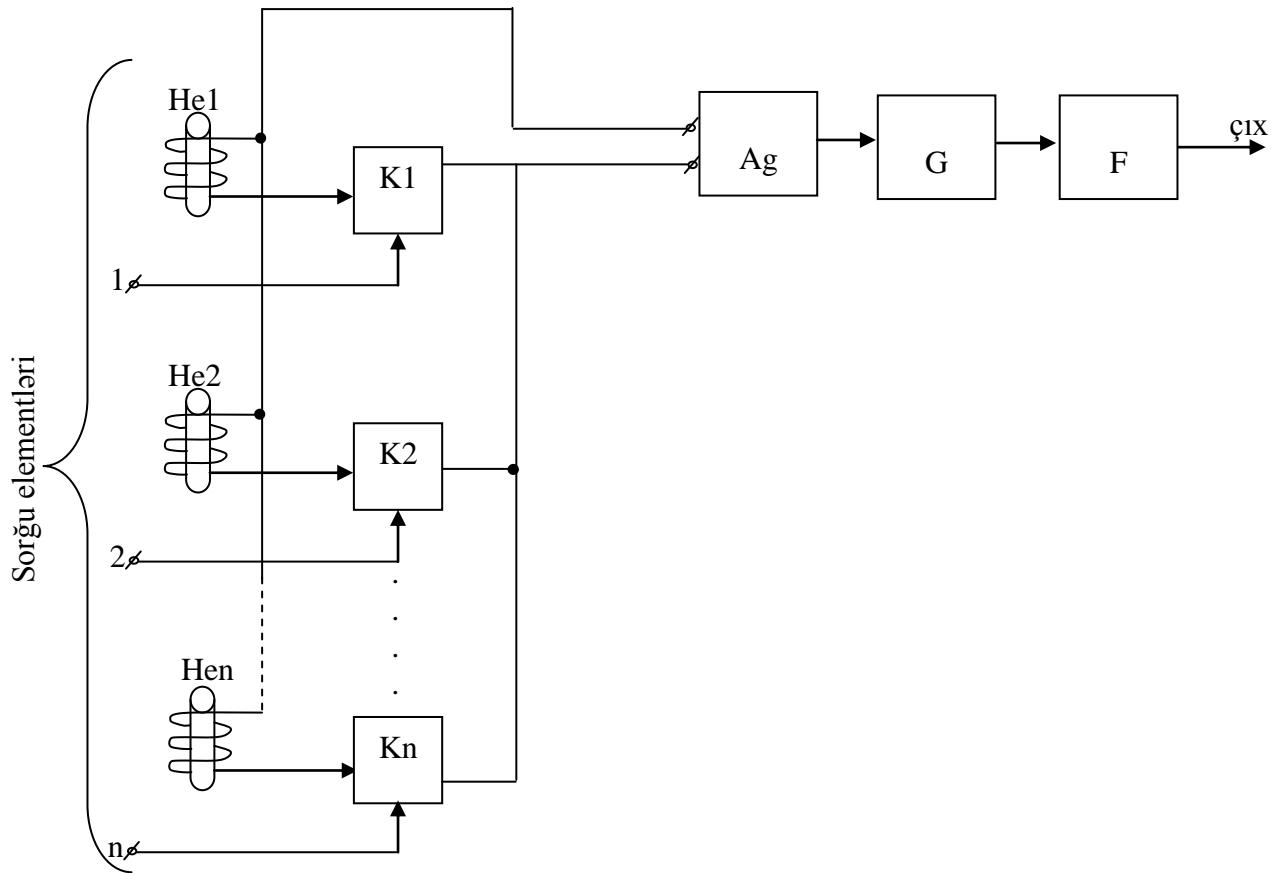 He1
K1
Ag
G
F
çıx
1
He2
K2
2
Sorğu elementləri
Hen
Kn
n